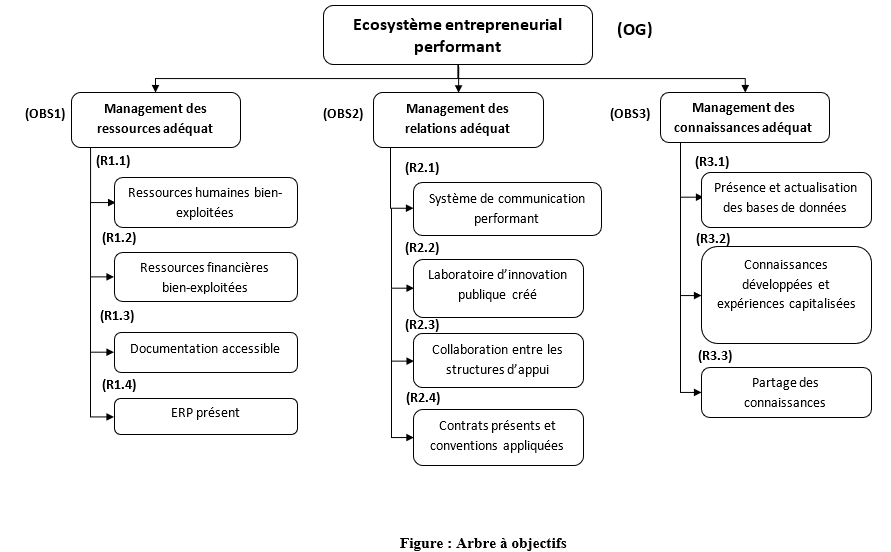 Ecosystème entrepreneurial
performant
(OG)
(OBS1)
Management des
ressources adéquat
(R1.1)
Ressources humaines bien-
exploitées
(R1.2)
Ressources financières
bien-exploitées
(R1.3)
Documentation accessible
(R1.4)
ERP présent
(OBS2)
Management des
relations adéquat
(R2.1)
Système de communication
performant
(R2.2)
Laboratoire d’innovation
publique créé
(R2.3)
Collaboration entre les
structures d’appui
(R2.4)
Contrats présents et
conventions appliquées
(OBS3)
Management des
connaissances adéquat
(R3.1)
Présence et actualisation
des bases de données
(R3.2)
Connaissances
développées et
expériences capitalisées
(R3.3)
Partage des
connaissances
Figure : Arbre à objectifs